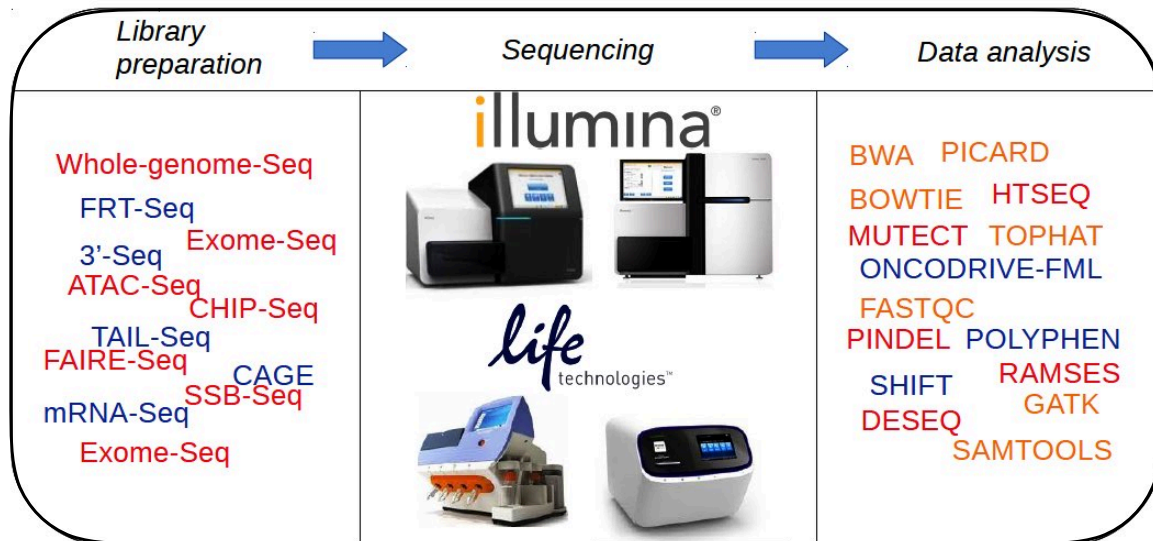 Library
preparation
Sequencing
Data analysis
Whole-genome-Seq
FRT-Seq
Exome-Seq
3'-Seq
ATAC-Seq
CHIP-Seq
TAIL-Seq
FAIRE-Seq
CAGE
SSB-Seq
mRNA-Seq
Exome-Seq
illumina®
life
technologies™
BWA PICARD
BOWTIE HTSEQ
MUTECT TOPHAT
ONCODRIVE-FML
FASTQC
PINDEL POLYPHEN
SHIFT RAMSES
GATK
DESEQ
SAMTOOLS